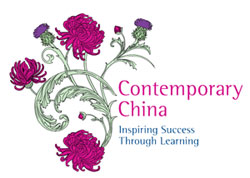 Contemporary
China
Inspiring Success
Through Learning